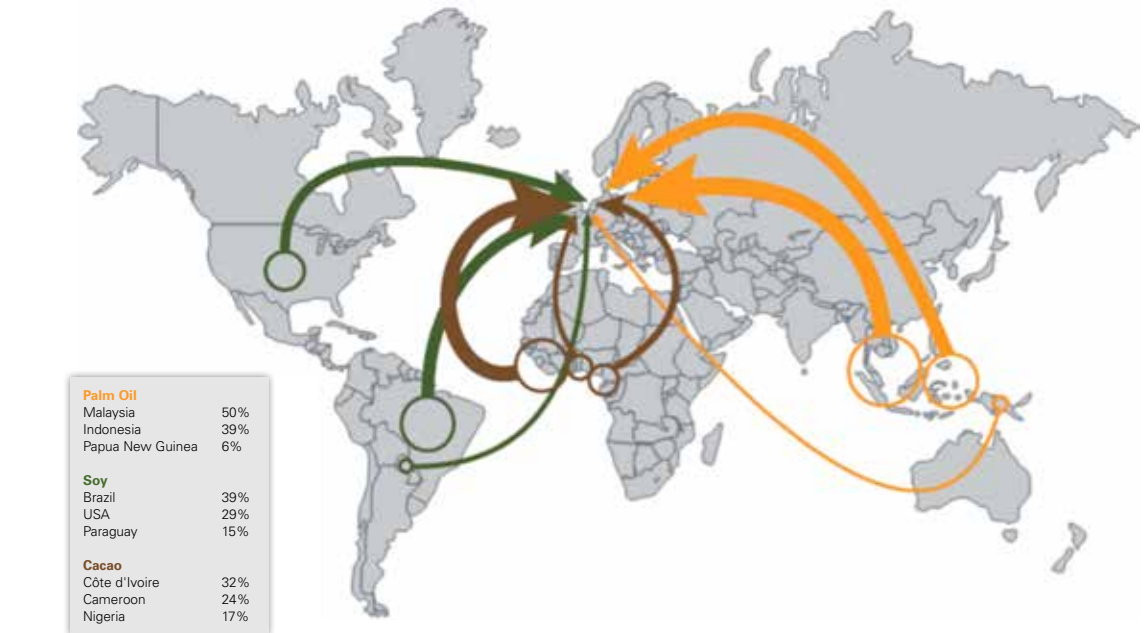 Palm Oil
Malaysia 50%
Indonesia 39%
Papua New Guinea 6%
Soy
Brazil 39%
USA 29%
Paraguay 15%
Cacao
Côte d'Ivoire 32%
Cameroon 24%
Nigeria 17%